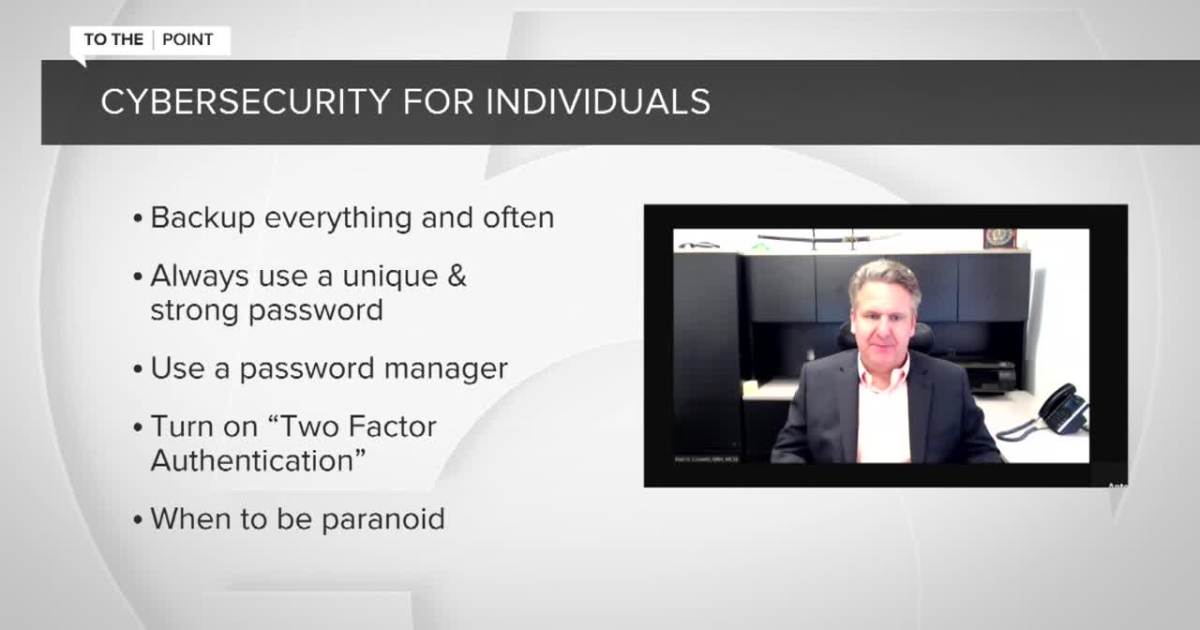 TO THE | POINT
CYBERSECURITY FOR INDIVIDUALS
• Backup everything and often
• Always use a unique &
strong password
• Use a password manager
• Turn on “Two Factor
Authentication”
• When to be paranoid